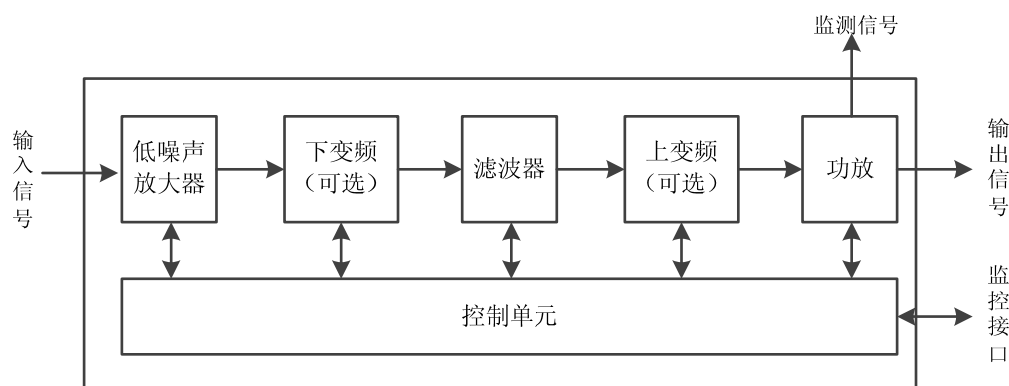 监测信号
输入信号
低噪声
放大器
下变频
（可选）
滤波器
上变频
（可选）
功放
输出信号
控制单元
监控接口